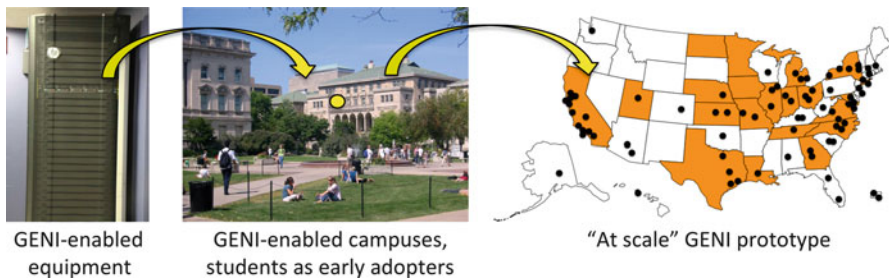 GENI-enabled
equipment
GENI-enabled campuses,
students as early adopters
“At scale” GENI prototype